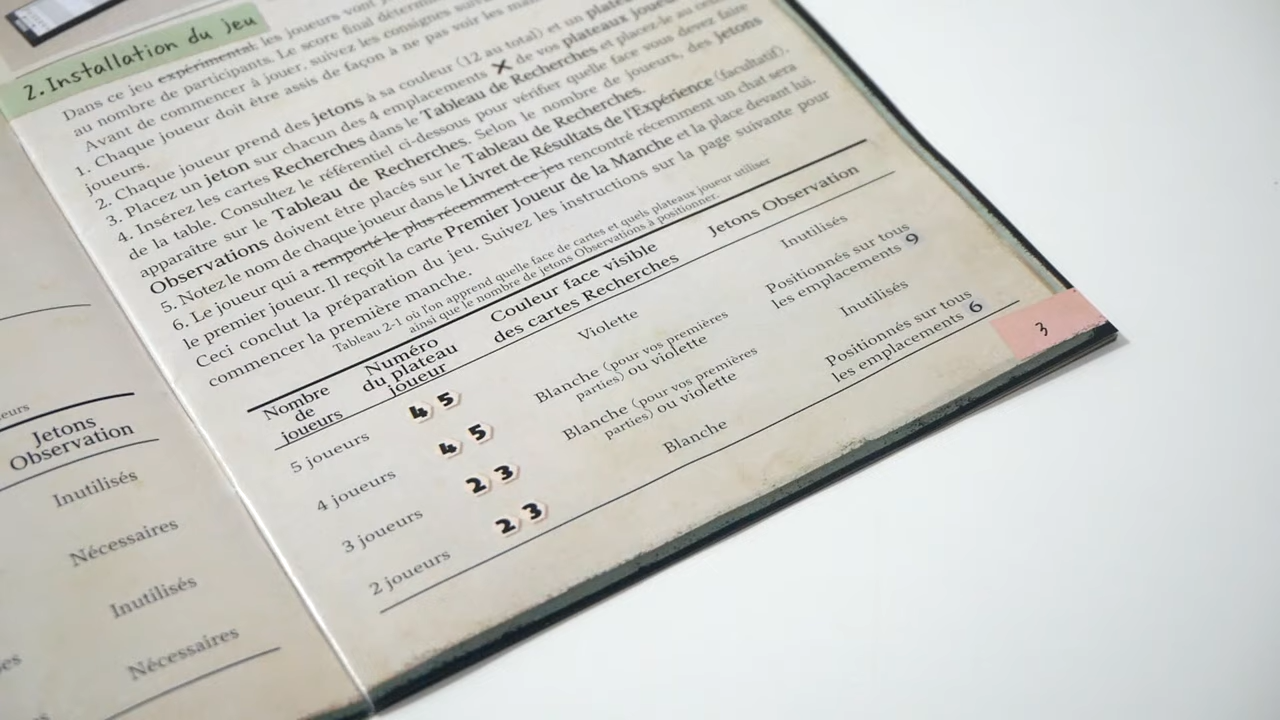 2. Installation du jeu
Dans ce jeu expérimental, les joueurs vont
au nombre de participants. Le score final
Avant de commencer à jouer, suivez les consignes
1. Chaque joueur doit être assis de façon à ne pas voir les
joueurs.
2. Chaque joueur prend des jetons à sa couleur (12 au total) et un
3. Placez un jeton sur chacun des 4 emplacements X de vos plateaux
4. Insérez les cartes Recherches dans le Tableau de Recherches et placez-le au
de la table. Consultez le référentiel ci-dessous pour vérifier quelle face vous devez faire
apparaître sur le Tableau de Recherches. Selon le nombre de joueurs, des jetons
Observations doivent être placés sur le Tableau de Recherches.
5. Notez le nom de chaque joueur dans le Livret de Résultats de l'Expérience (facultatif).
6. Le joueur qui a remporté le plus récemment ce jeu rencontré récemment un chat sera
le premier joueur. Il reçoit la carte Premier Joueur de la Manche et la place devant lui.
Ceci conclut la préparation du jeu. Suivez les instructions sur la page suivante pour
commencer la première manche.
Tableau 2-1 où l'on apprend quelle face de cartes et quels plateaux joueur utiliser
ainsi que le nombre de jetons Observations à positionner.
Nombre de joueurs Numéro du plateau joueur Couleur face visible des cartes Recherches Jetons Observation
5 joueurs 4 5 Violette Inutilisés
4 joueurs 4 5 Blanche (pour vos premières parties) ou violette Positionnés sur tous les emplacements 9
3 joueurs 2 3 Blanche (pour vos premières parties) ou violette Inutilisés
2 joueurs 2 3 Blanche Positionnés sur tous les emplacements 6
3
eurs
Jetons
Observation
Inutilisés
Nécessaires
Inutilisés
Nécessaires